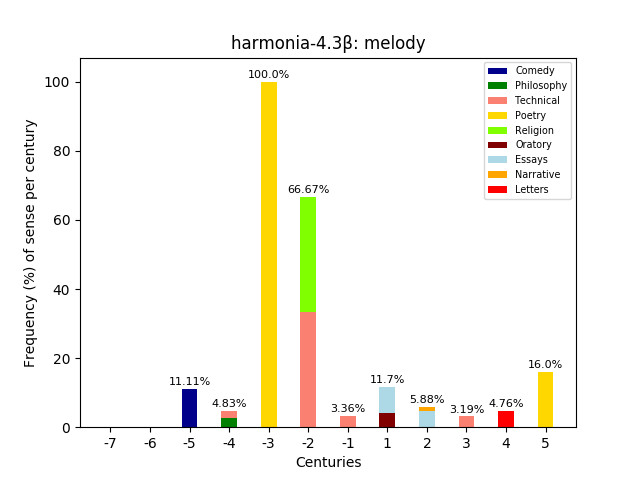 harmonia-4.3β: melody
Frequency (%) of sense per century
100
80
60
40
20
0
100.0%
66.67%
11.11%
4.83%
3.36%
11.7%
5.88%
3.19%
4.76%
16.0%
Comedy
Philosophy
Technical
Poetry
Religion
Oratory
Essays
Narrative
Letters
-7 -6 -5 -4 -3 -2 -1 1 2 3 4 5
Centuries